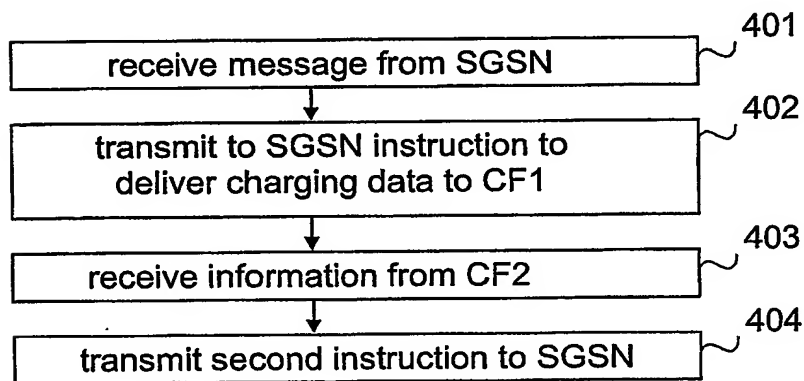 401
receive message from SGSN
402
transmit to SGSN instruction to
deliver charging data to CF1
403
receive information from CF2
404
transmit second instruction to SGSN